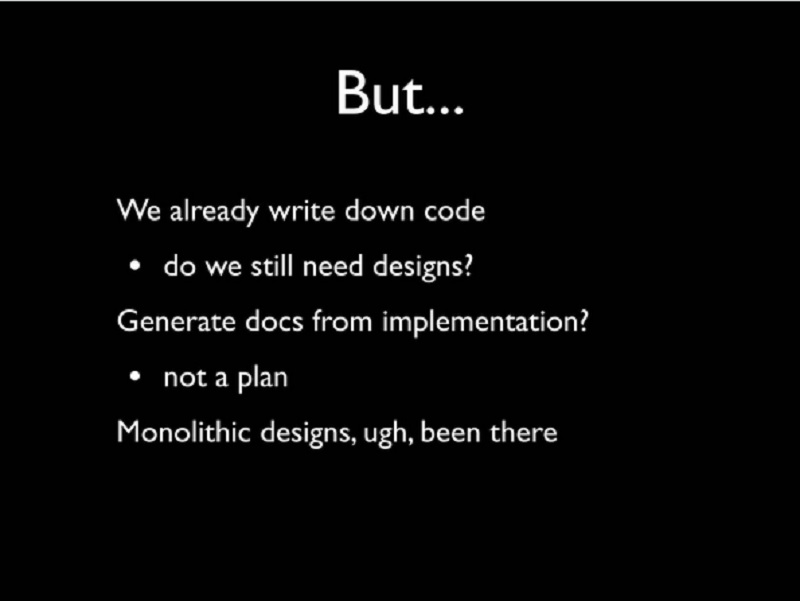 But...
We already write down code
• do we still need designs?
Generate docs from implementation?
• not a plan
Monolithic designs, ugh, been there